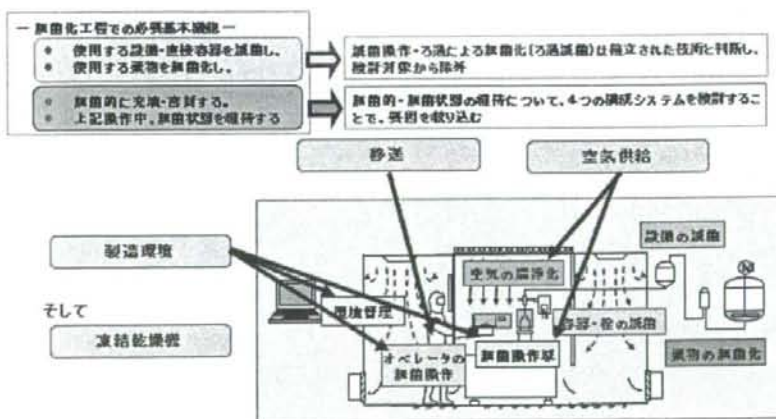 ― 無菌化工程での必須基本機能 ―
● 使用する設備・直接容器を滅菌し、
● 使用する薬物を無菌化し、
滅菌操作・ろ過による無菌化(ろ過滅菌)は確立された技術と判断し、
検討対象から除外
● 無菌的に充填・密封する。
● 上記操作中、無菌状態を維持する
無菌的・無菌状態の維持について、4つの構成システムを検討するこ
とで、要因を絞り込む
移送
空気供給
製造環境
そして
凍結乾燥機
設備の滅菌
空気の清浄化
環境管理
容器・栓の滅菌
オペレータの
無菌操作
無菌操作
薬物の無菌化